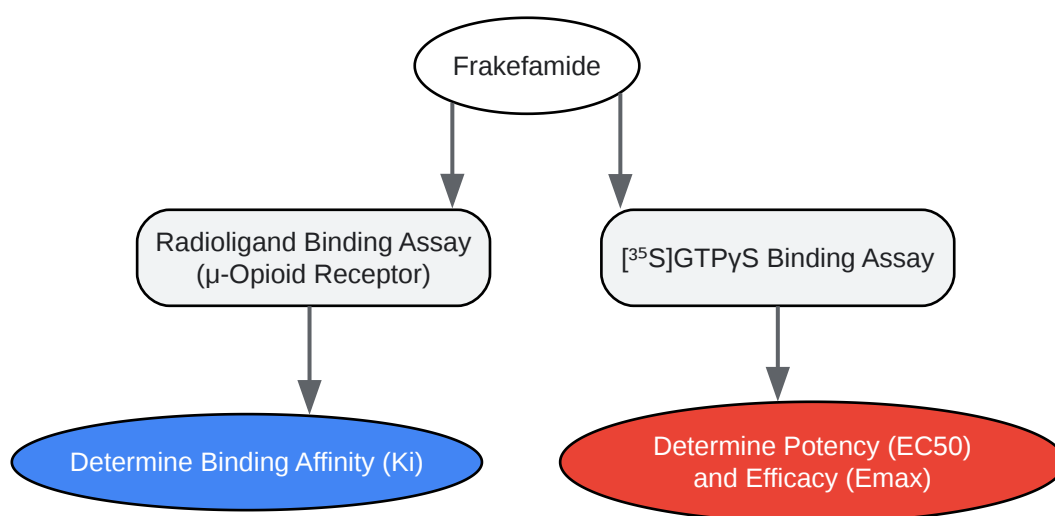 Frakefamide
Radioligand Binding Assay
(μ-Opioid Receptor)
[³⁵S]GTPγS Binding Assay
Determine Binding Affinity (Ki)
Determine Potency (EC50)
and Efficacy (Emax)